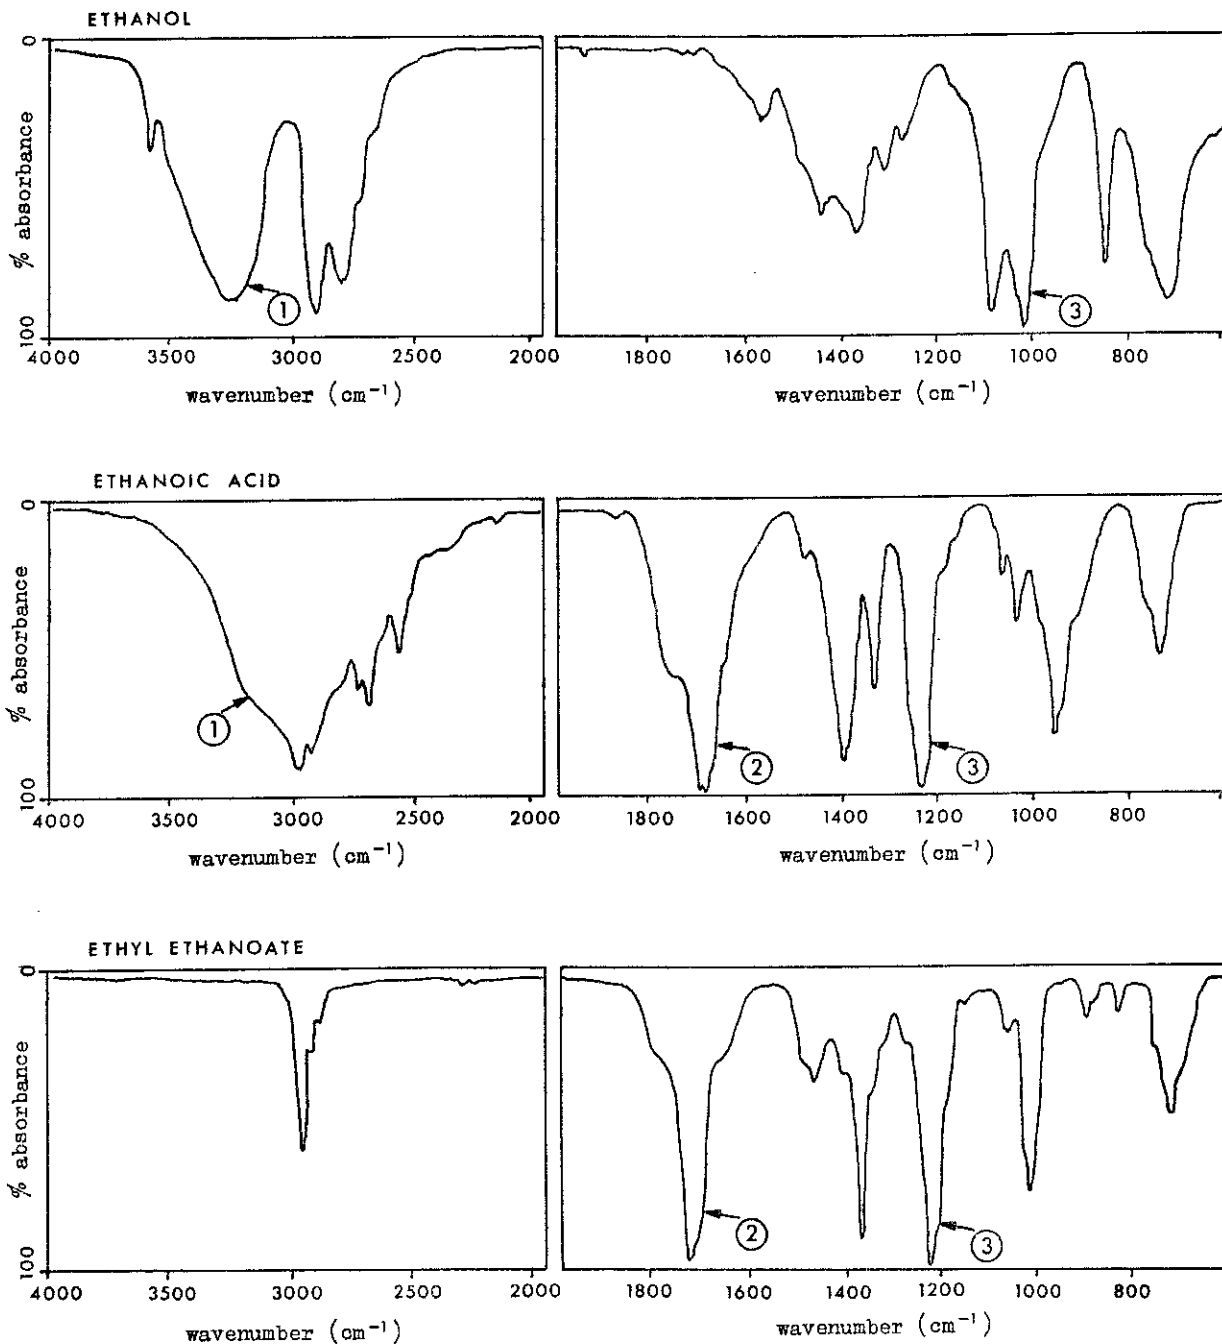 ETHANOL
0
% absorbance
100
4000 3500 3000 2500 2000 1800 1600 1400 1200 1000 800
wavenumber (cm⁻¹) wavenumber (cm⁻¹)
1
3
ETHANOIC ACID
0
% absorbance
100
4000 3500 3000 2500 2000 1800 1600 1400 1200 1000 800
wavenumber (cm⁻¹) wavenumber (cm⁻¹)
1
2
3
ETHYL ETHANOATE
0
% absorbance
100
4000 3500 3000 2500 2000 1800 1600 1400 1200 1000 800
wavenumber (cm⁻¹) wavenumber (cm⁻¹)
2
3